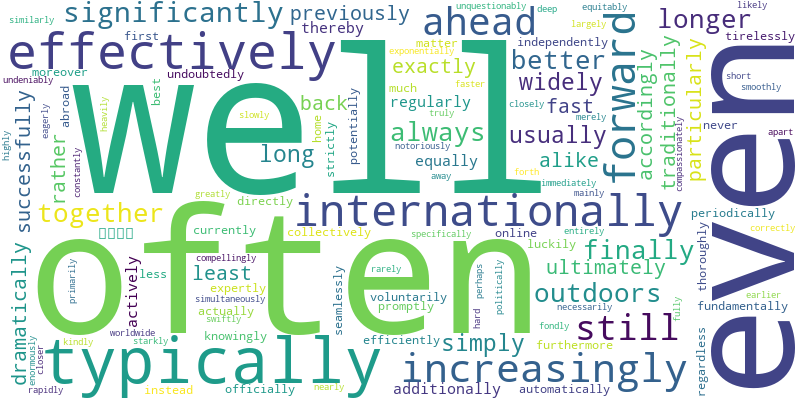 similarly
significantly
previously
thereby
ahead
unquestionably
deep
equitably
likely
largely
longer
tirelessly
first
effectively
independently
matter
exponentially
moreover
undoubtedly
undeniably
exactly
better
forward
well
abroad
best
back
much
regularly
faster
widely
short
smoothly
even
successfully
eagerly
heavily
slowly
home
strictly
potentially
truly
closely
fast
merely
accordingly
traditionally
particularly
never
apart
highly
rather
constantly
long
always
notoriously
usually
equally
alike
away
forth
immediately
compassionately
greatly
directly
mainly
together
internationally
periodically
often
currently
collectively
online
specifically
entirely
luckily
finally
correctly
thoroughly
compellingly
dramatically
primarily
actively
less
least
expertly
simultaneously
seamlessly
rarely
perhaps
politically
ultimately
voluntarily
outdoors
earlier
necessarily
fundamentally
actually
promptly
swiftly
hard
fondly
still
fully
worldwide
starkly
knowingly
efficiently
simply
furthermore
regardless
kindly
typically
increasingly
enormously
closer
rapidly
instead
officially
nearly
additionally
automatically